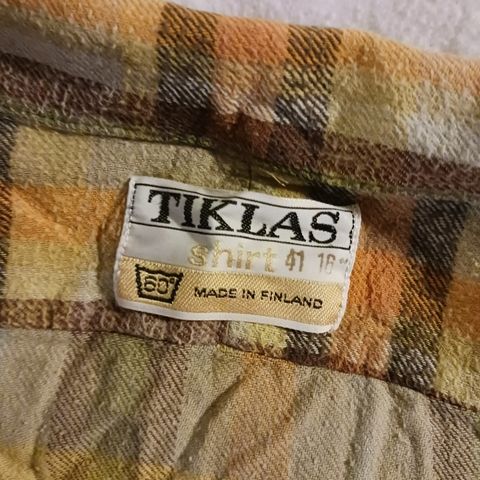 TIKLAS
shirt 41 16"
60° MADE IN FINLAND